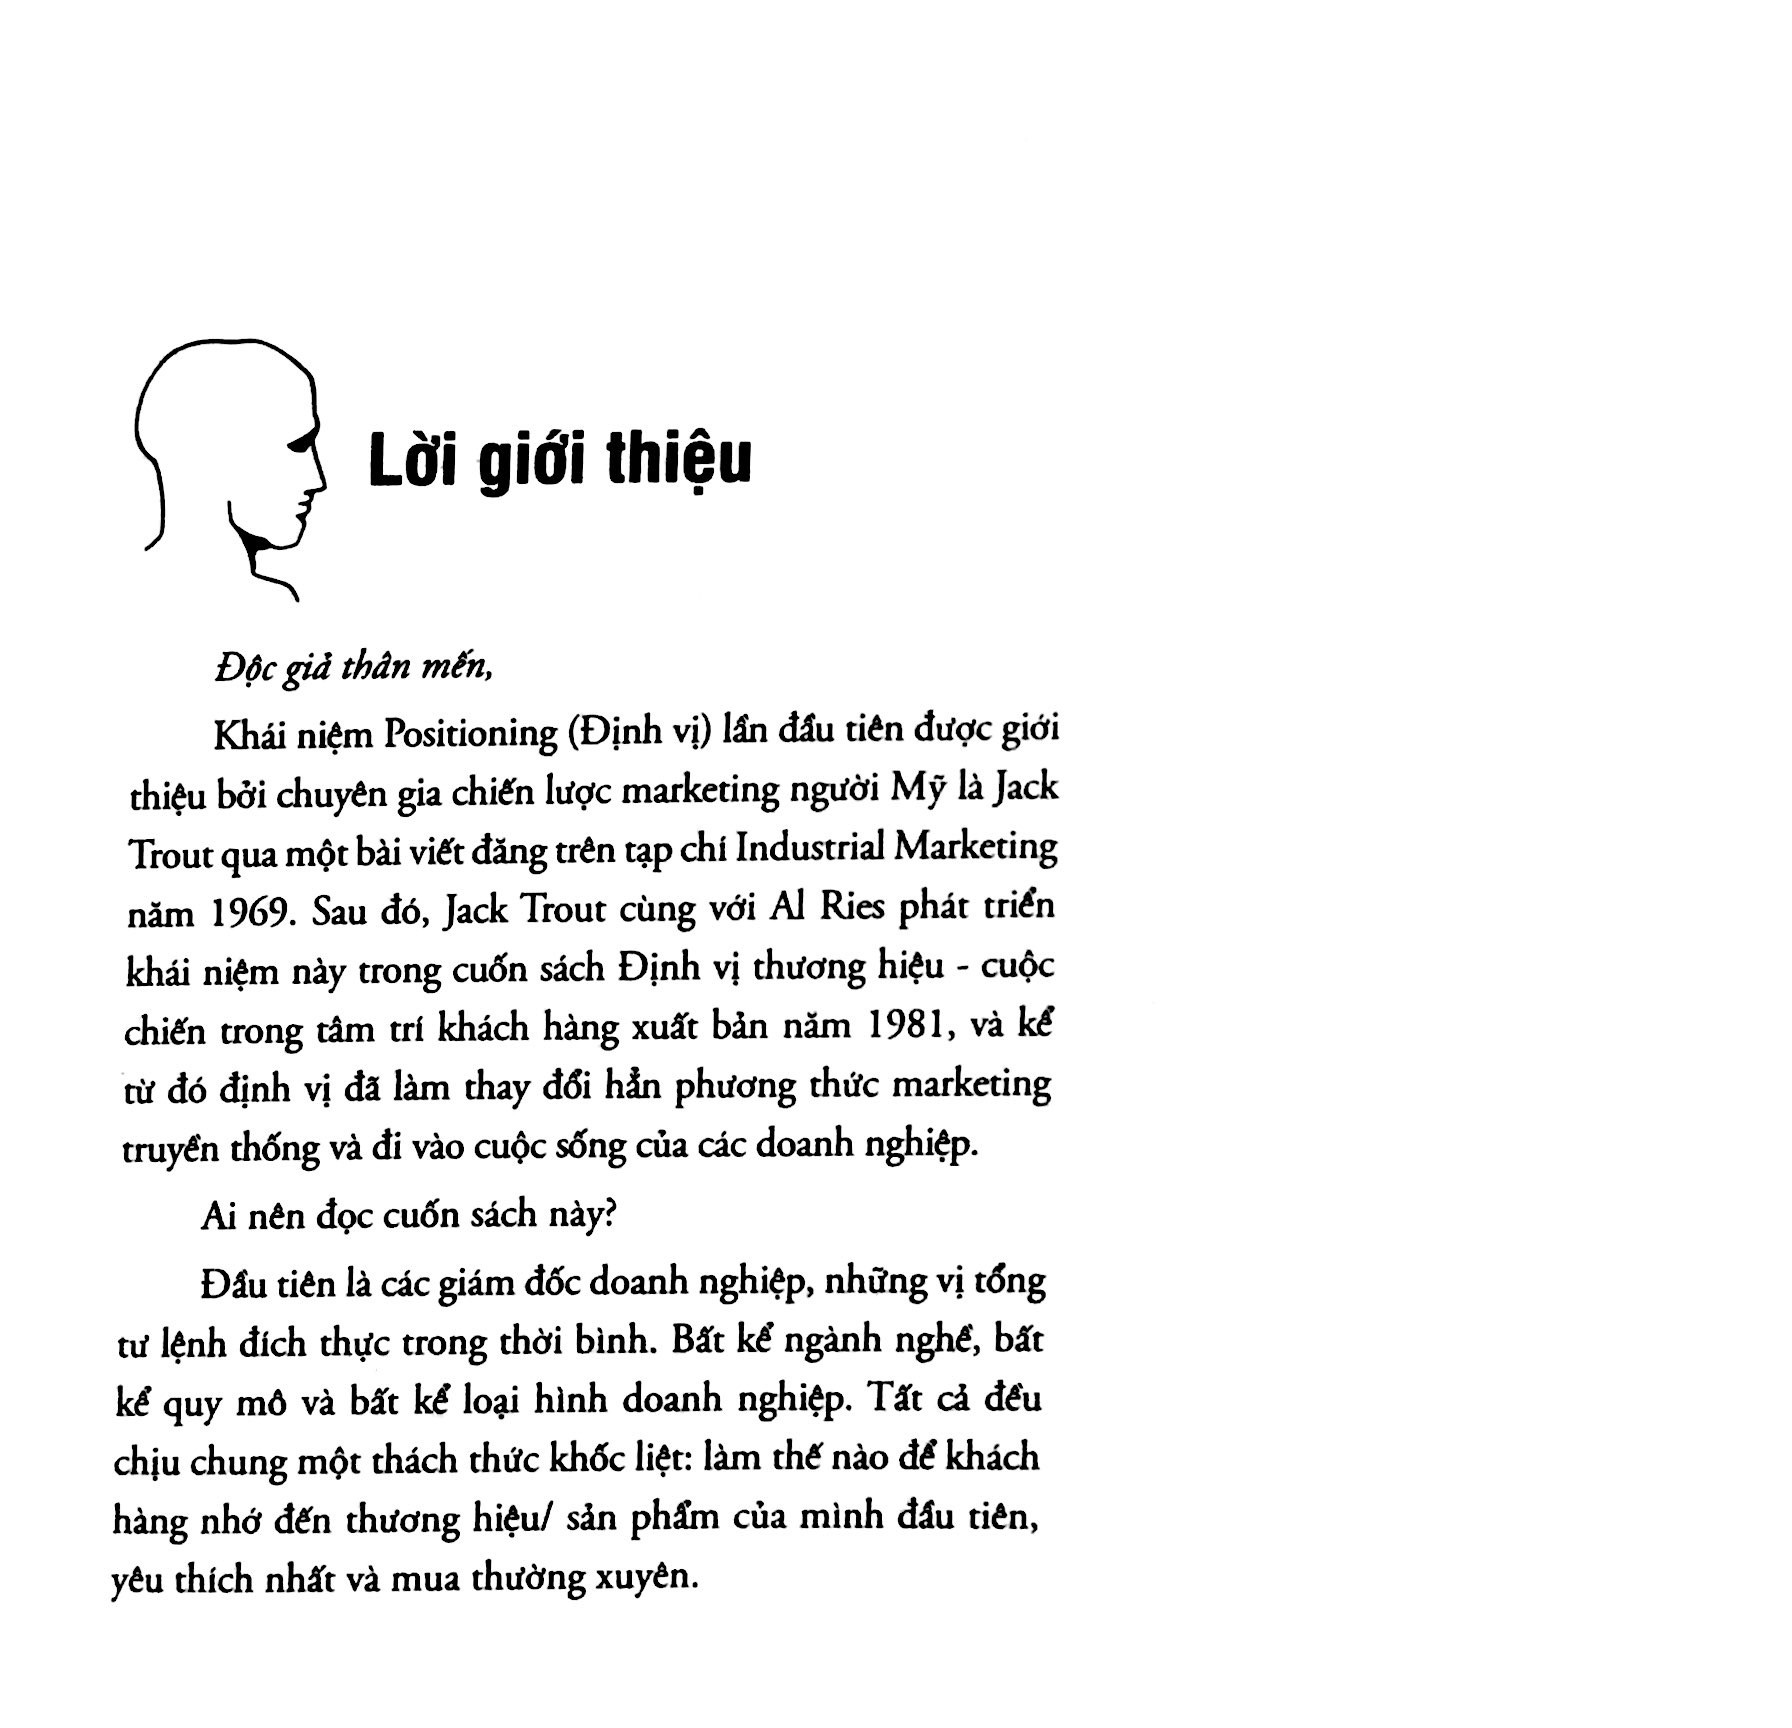 Lời giới thiệu
Độc giả thân mến,
Khái niệm Positioning (Định vị) lần đầu tiên được giới
thiệu bởi chuyên gia chiến lược marketing người Mỹ là Jack
Trout qua một bài viết đăng trên tạp chí Industrial Marketing
năm 1969. Sau đó, Jack Trout cùng với Al Ries phát triển
khái niệm này trong cuốn sách Định vị thương hiệu - cuộc
chiến trong tâm trí khách hàng xuất bản năm 1981, và kể
từ đó định vị đã làm thay đổi hẳn phương thức marketing
truyền thống và đi vào cuộc sống của các doanh nghiệp.
Ai nên đọc cuốn sách này?
Đầu tiên là các giám đốc doanh nghiệp, những vị tổng
tư lệnh đích thực trong thời bình. Bất kể ngành nghề, bất
kể quy mô và bất kể loại hình doanh nghiệp. Tất cả đều
chịu chung một thách thức khốc liệt: làm thế nào để khách
hàng nhớ đến thương hiệu/ sản phẩm của mình đầu tiên,
yêu thích nhất và mua thường xuyên.